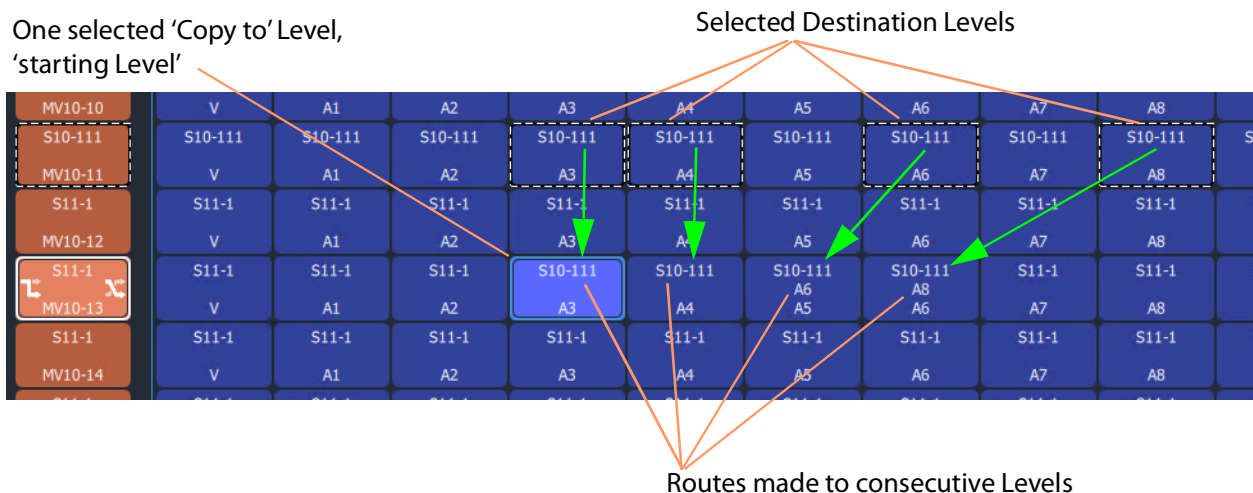 One selected ‘Copy to’ Level,
‘starting Level’
Selected Destination Levels
MV10-10 V A1 A2 A3 A4 A5 A6 A7 A8
S10-111 S10-111 S10-111 S10-111 S10-111 S10-111 S10-111 S10-111 S10-111 S10-111 S
MV10-11 V A1 A2 A3 A4 A5 A6 A7 A8
S11-1 S11-1 S11-1 S11-1 S11-1 S11-1 S11-1 S11-1 S11-1 S11-1
MV10-12 V A1 A2 A3 A4 A5 A6 A7 A8
S11-1 S11-1 S11-1 S11-1 S10-111 S10-111 S10-111 S10-111 S11-1 S11-1
A6 A8
MV10-13 V A1 A2 A3 A4 A5 A6 A7 A8
S11-1 S11-1 S11-1 S11-1 S11-1 S11-1 S11-1 S11-1 S11-1 S11-1
MV10-14 V A1 A2 A3 A4 A5 A6 A7 A8
Routes made to consecutive Levels